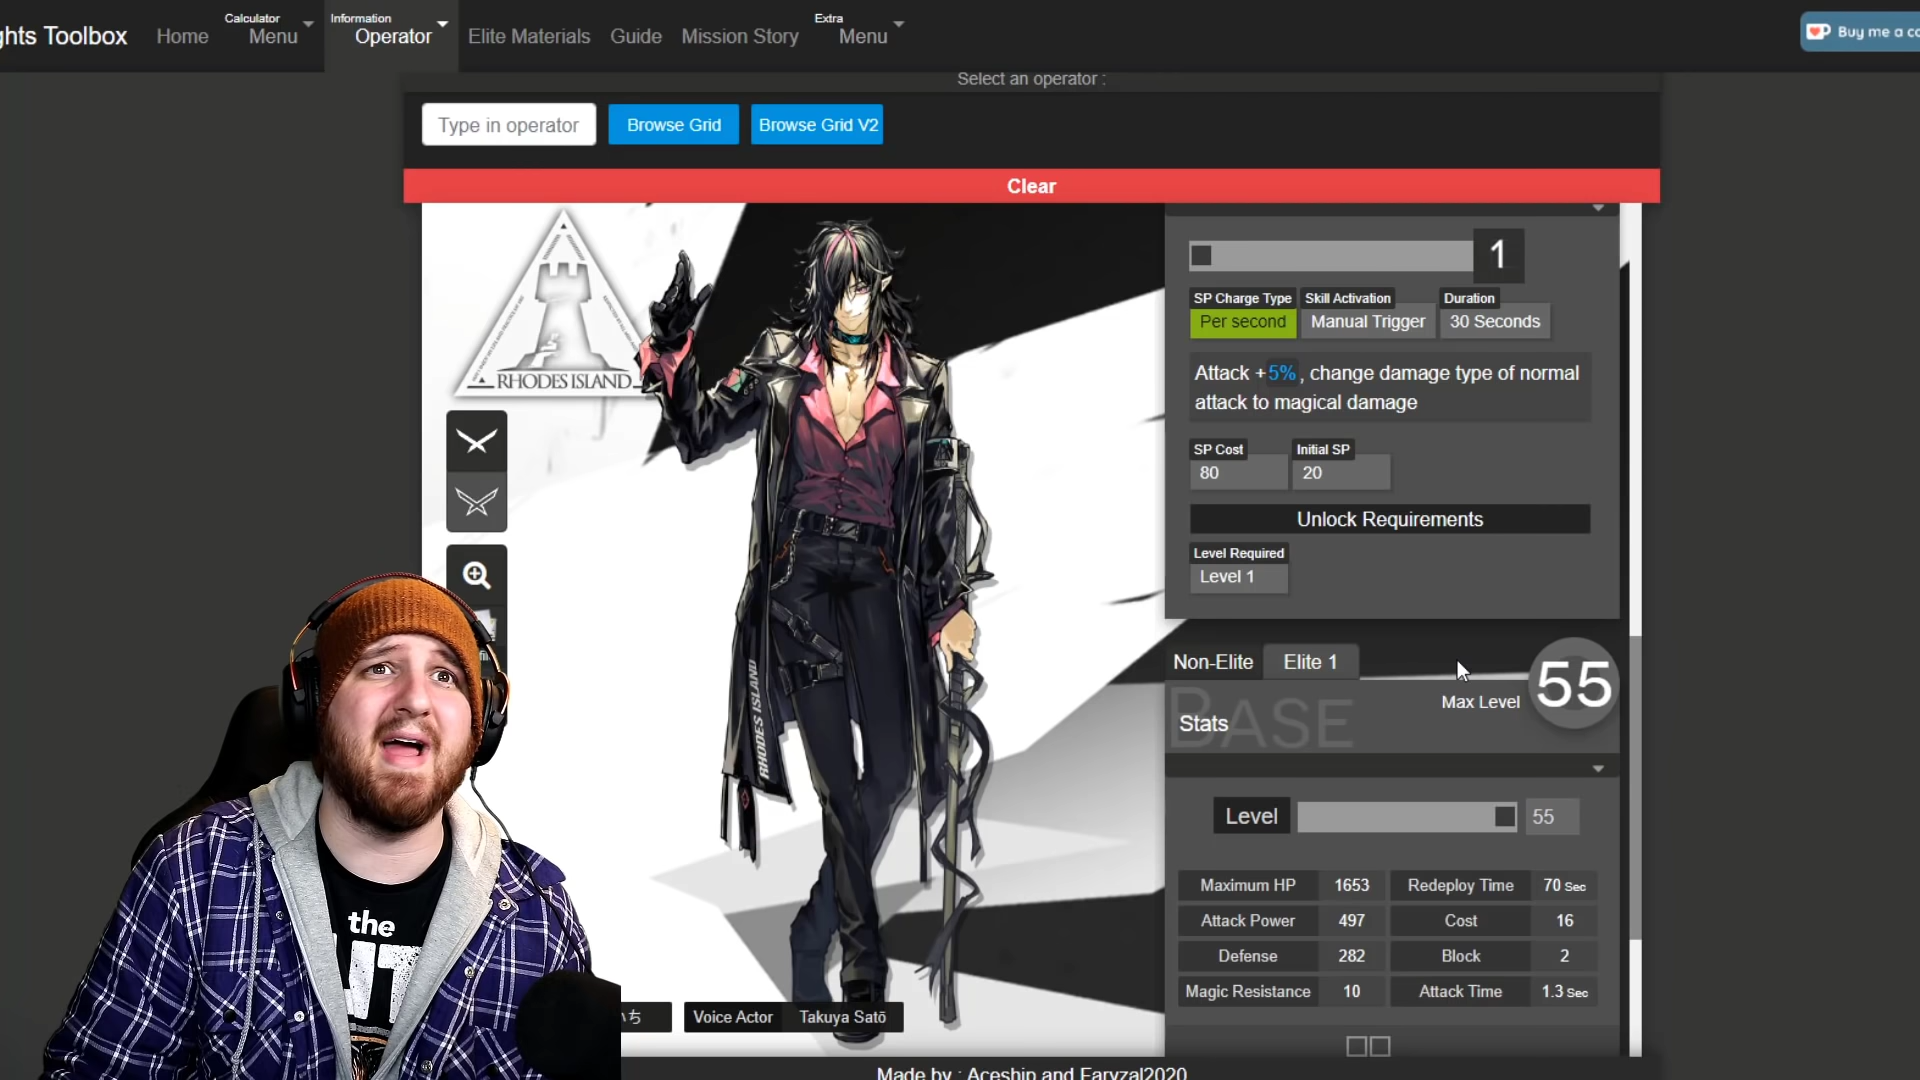 ghts Toolbox
Home
Calculator
Menu
Information
Operator
Elite Materials
Guide
Mission Story
Extra
Menu
Buy me a co
Select an operator :
Type in operator
Browse Grid
Browse Grid V2
Clear
RHODES ISLAND
1
SP Charge Type
Skill Activation
Duration
Per second
Manual Trigger
30 Seconds
Attack +5%, change damage type of normal
attack to magical damage
SP Cost
Initial SP
80
20
Unlock Requirements
Level Required
Level 1
RHODES ISLAND
Non-Elite
Elite 1
Max Level
55
BASE
Stats
Level
55
Maximum HP 1653
Redeploy Time 70 Sec
Attack Power 497
Cost 16
Defense 282
Block 2
Magic Resistance 10
Attack Time 1.3 Sec
the
いち
Voice Actor
Takuya Satō
Made by : Aceship and Faryzal2020